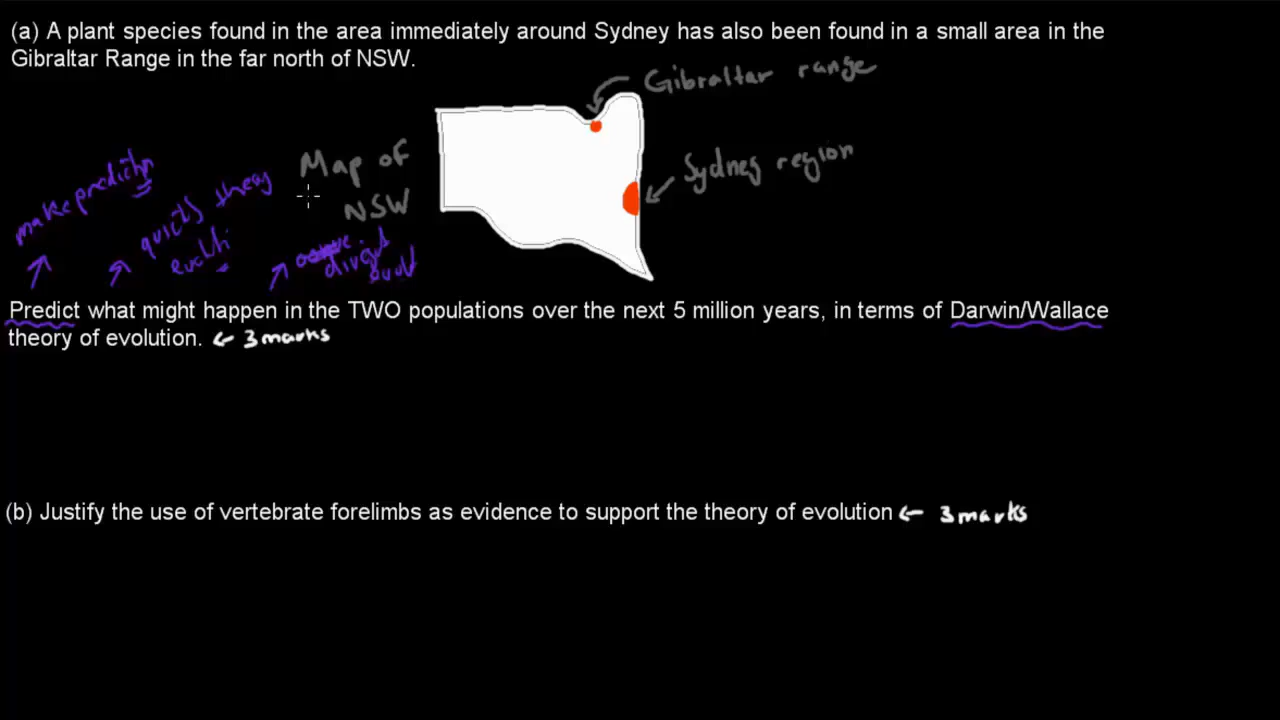 (a) A plant species found in the area immediately around Sydney has also been found in a small area in the
Gibraltar Range in the far north of NSW.
Gibraltar range
Map of
NSW
Sydney region
make predictn
theory
Predict what might happen in the TWO populations over the next 5 million years, in terms of Darwin/Wallace
theory of evolution. ← 3 marks
(b) Justify the use of vertebrate forelimbs as evidence to support the theory of evolution ← 3 marks